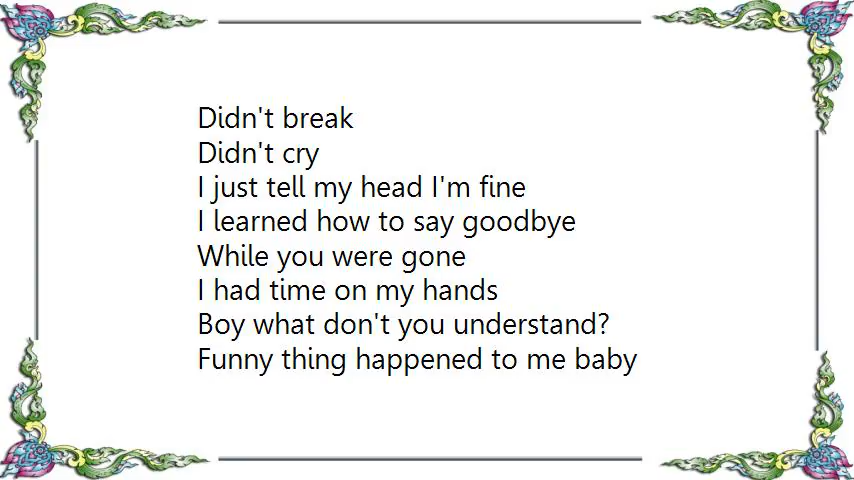 Didn't break
Didn't cry
I just tell my head I'm fine
I learned how to say goodbye
While you were gone
I had time on my hands
Boy what don't you understand?
Funny thing happened to me baby